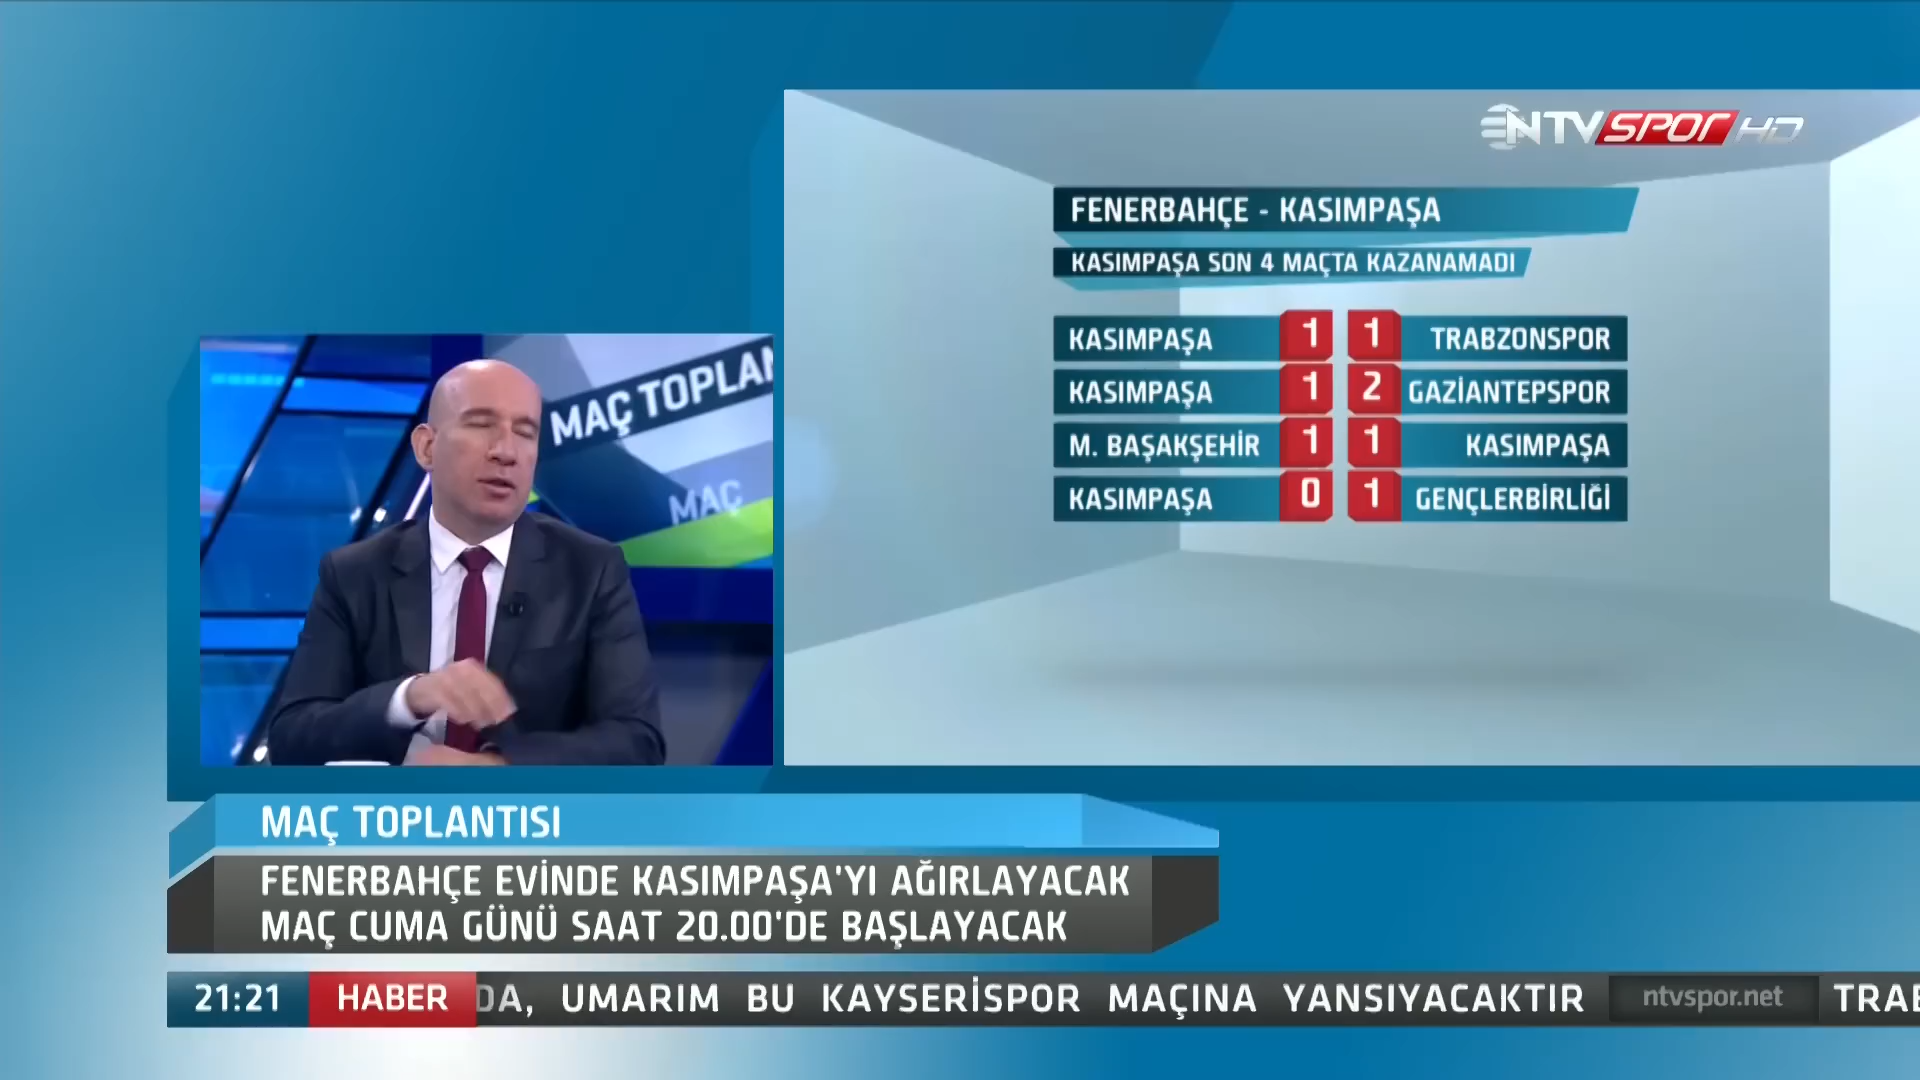 NTVSPOR HD
FENERBAHÇE - KASIMPAŞA
KASIMPAŞA SON 4 MAÇTA KAZANAMADI
KASIMPAŞA 1 1 TRABZONSPOR
KASIMPAŞA 1 2 GAZİANTEPSPOR
M. BAŞAKŞEHİR 1 1 KASIMPAŞA
KASIMPAŞA 0 1 GENÇLERBİRLİĞİ
MAÇ TOPLAN
MAÇ
MAÇ TOPLANTISI
FENERBAHÇE EVİNDE KASIMPAŞA'YI AĞIRLAYACAK
MAÇ CUMA GÜNÜ SAAT 20.00'DE BAŞLAYACAK
21:21 HABER DA, UMARIM BU KAYSERİSPOR MAÇINA YANSIYACAKTIR ntvspor.net TRAB